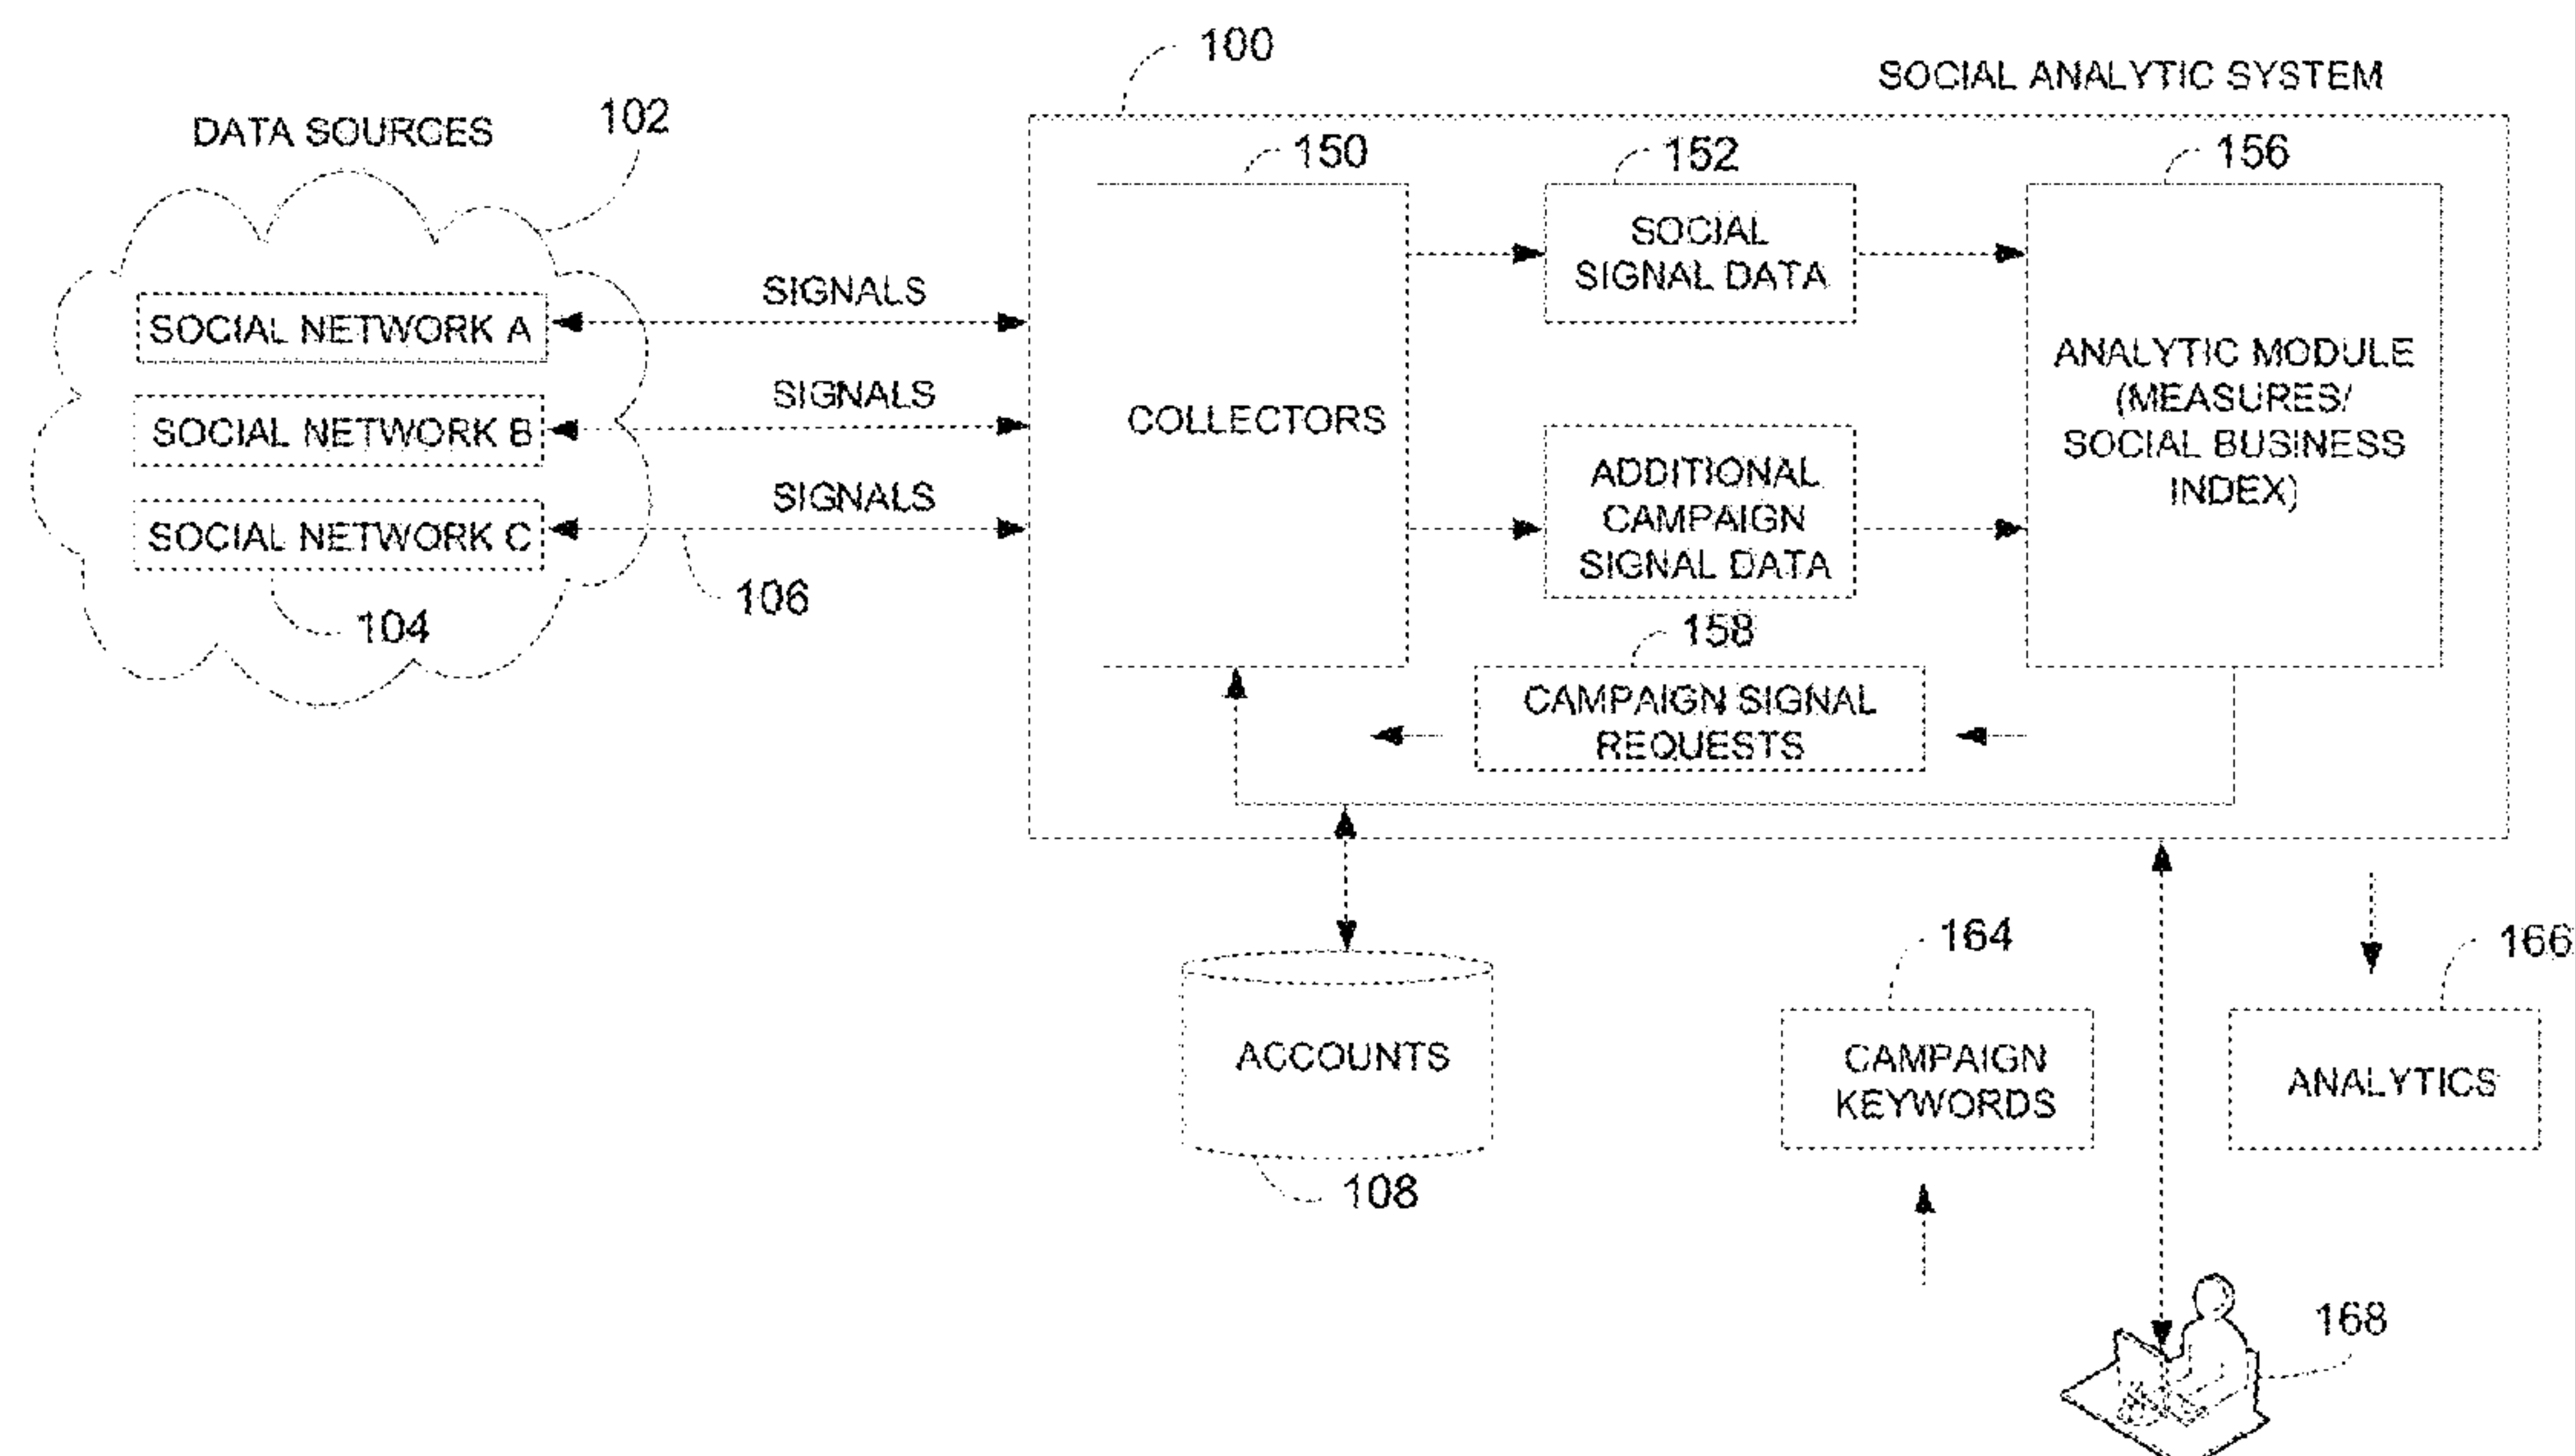 100
SOCIAL ANALYTIC SYSTEM
DATA SOURCES
102
150
152
156
SOCIAL
SIGNAL DATA
SIGNALS
SOCIAL NETWORK A
ANALYTIC MODULE
(MEASURES/
SOCIAL BUSINESS
INDEX)
SIGNALS
SOCIAL NETWORK B
COLLECTORS
ADDITIONAL
CAMPAIGN
SIGNAL DATA
SIGNALS
SOCIAL NETWORK C
106
104
158
CAMPAIGN SIGNAL
REQUESTS
164
166
ACCOUNTS
CAMPAIGN
KEYWORDS
ANALYTICS
108
168